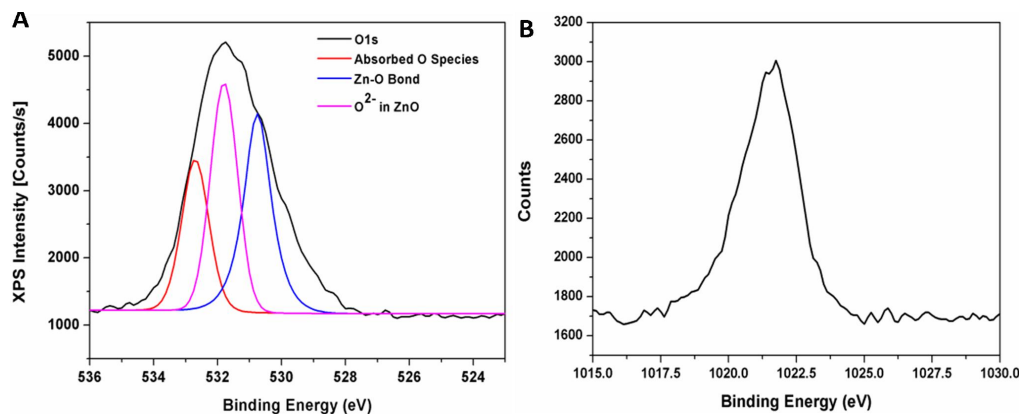 A
O1s
Absorbed O Species
Zn-O Bond
O2- in ZnO
5000
4000
3000
2000
1000
XPS Intensity [Counts/s]
536 534 532 530 528 526 524
Binding Energy (eV)
B
3200
3000
2800
2600
2400
2200
2000
1800
1600
Counts
1015.0 1017.5 1020.0 1022.5 1025.0 1027.5 1030.0
Binding Energy (eV)